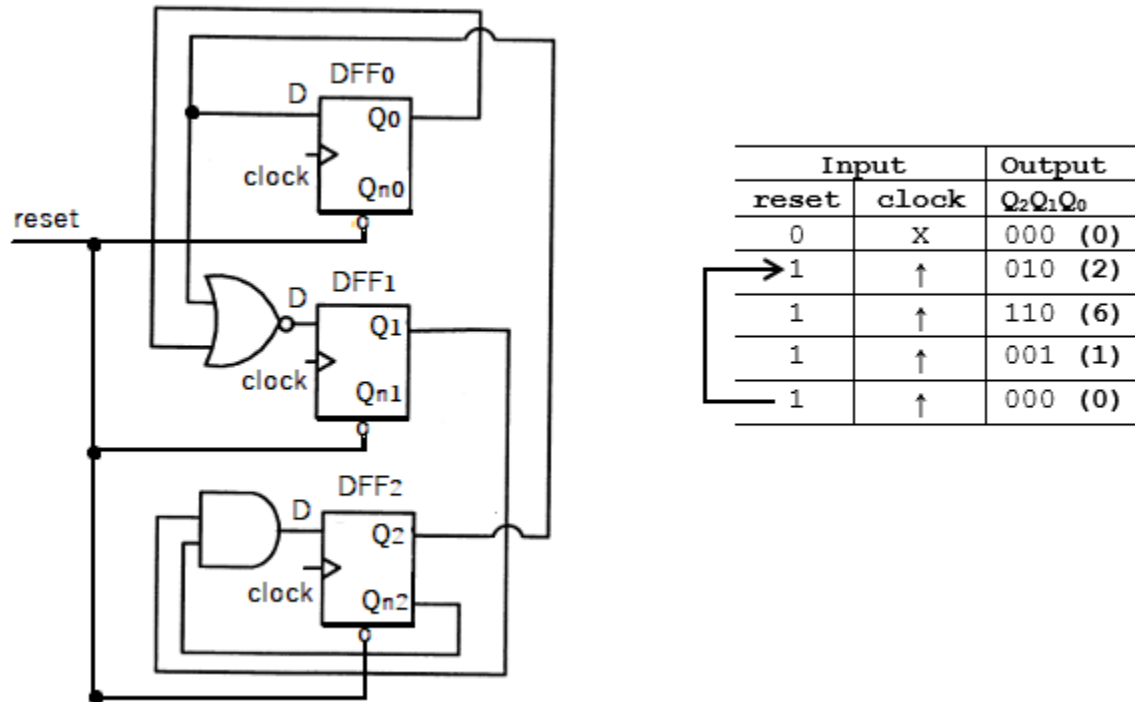 DFF0
D
Q0
clock
Qn0
reset
DFF1
D
Q1
clock
Qn1
DFF2
D
Q2
clock
Qn2
Input Output
reset clock Q₂Q₁Q₀
0 X 000 (0)
1 ↑ 010 (2)
1 ↑ 110 (6)
1 ↑ 001 (1)
1 ↑ 000 (0)